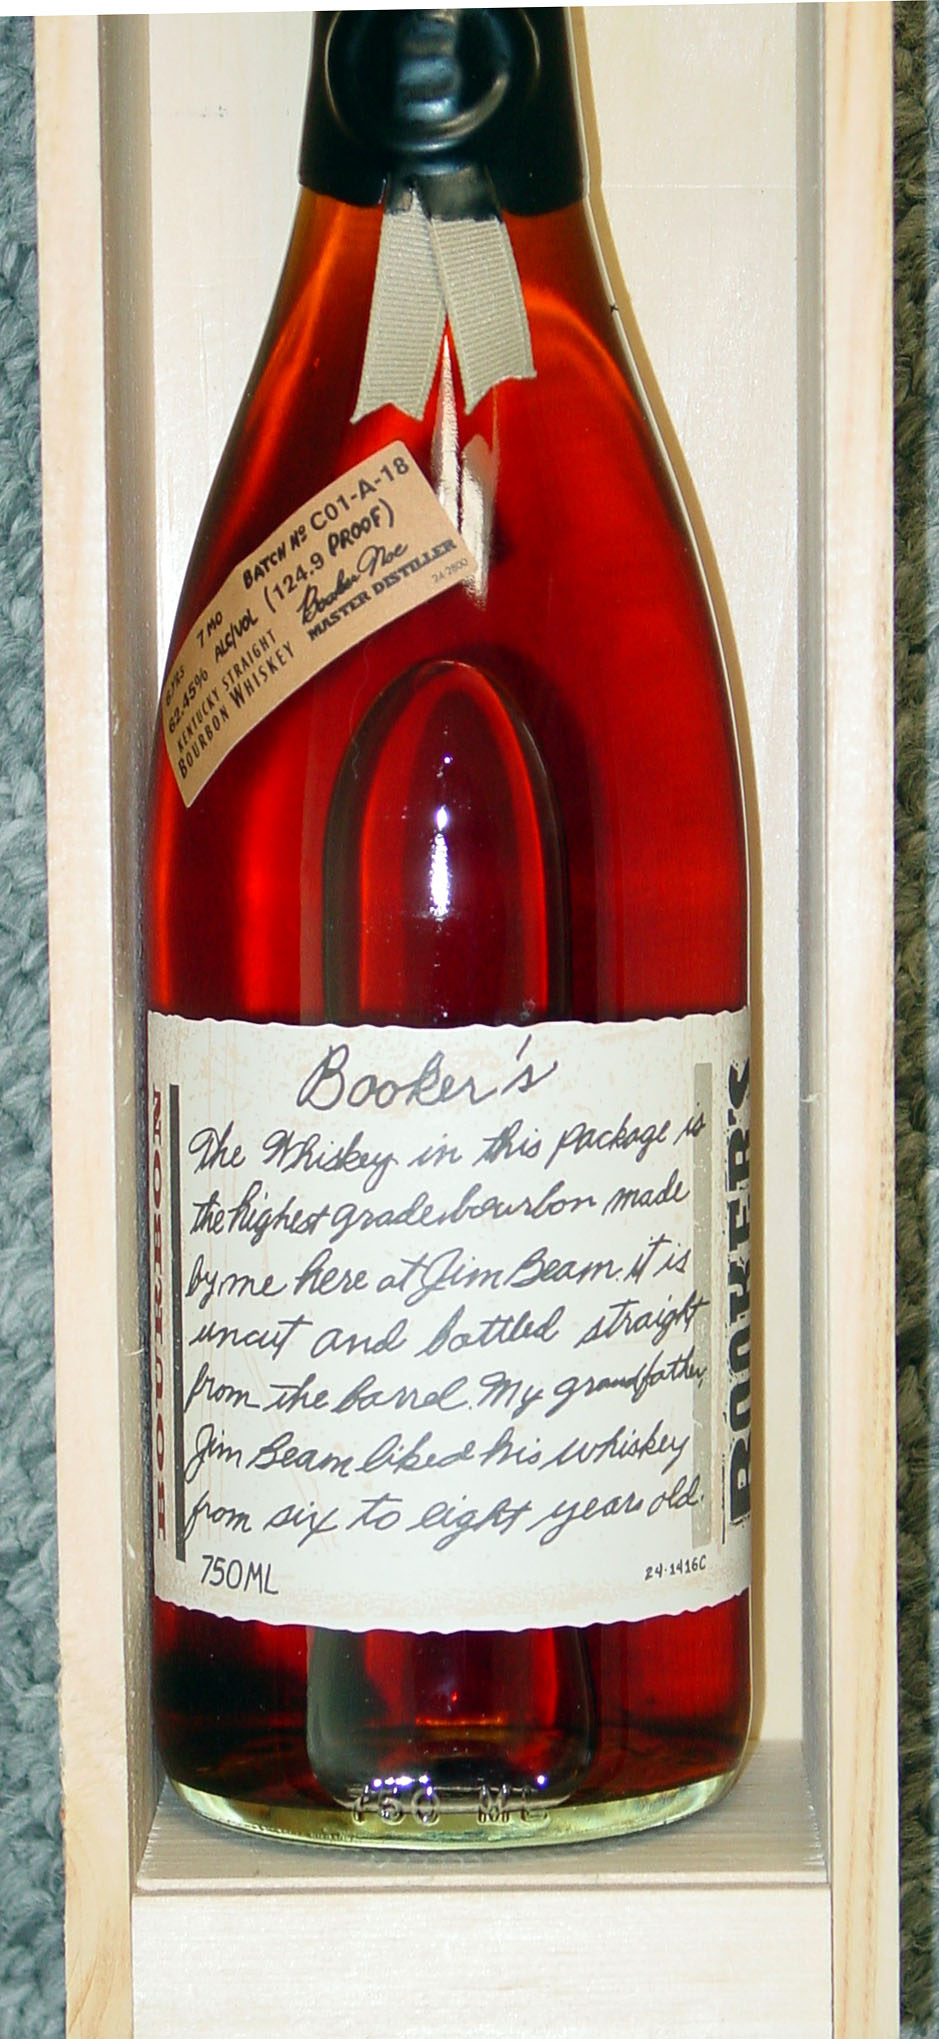 BATCH Nº C01-A-18
6 YRS 7 MO
62.45% ALC/VOL (124.9 PROOF)
KENTUCKY STRAIGHT
BOURBON WHISKEY
Booker Noe
MASTER DISTILLER
24-2800
Booker's
The Whiskey in this package is
the highest grade bourbon made
by me here at Jim Beam. it is
uncut and bottled straight
from the barrel. My grandfather,
Jim Beam liked his whiskey
from six to eight years old.
750ML
24-1416C
BOURBON
BOOKER'S
750 ML